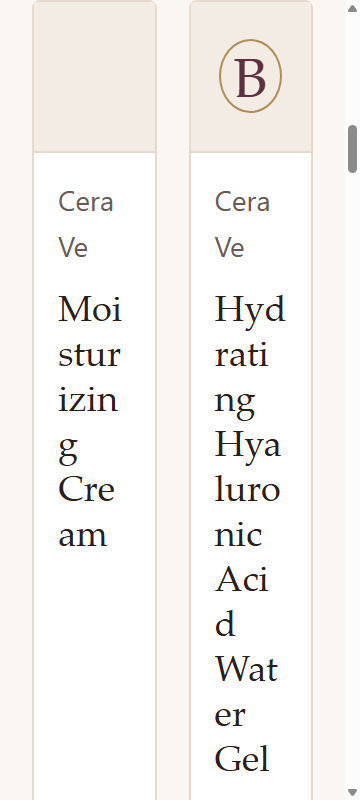 Cera
Ve
Moi
stur
izin
g
Cre
am
B
Cera
Ve
Hyd
rati
ng
Hya
luro
nic
Aci
d
Wat
er
Gel